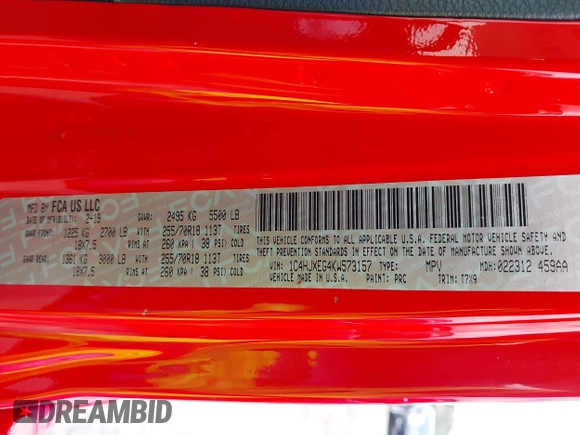 MFD BY FCA US LLC
DATE OF MFR(BUILT): 2-19 GVWR: 2495 KG 5500 LB
GAWR FRONT: 1225 KG 2700 LB WITH 255/70R18 113T TIRES
18X7.5 RIMS AT 260 KPA ( 38 PSI) COLD
GAWR REAR: 1361 KG 3000 LB WITH 255/70R18 113T TIRES
18X7.5 RIMS AT 260 KPA ( 38 PSI) COLD
THIS VEHICLE CONFORMS TO ALL APPLICABLE U.S.A. FEDERAL MOTOR VEHICLE SAFETY AND
THEFT PREVENTION STANDARDS IN EFFECT ON THE DATE OF MANUFACTURE SHOWN ABOVE.
VIN: 1C4HJXEG4KW573157 TYPE: MPV MDH: 022312 459AA
VEHICLE MADE IN U.S.A. PAINT: PRC TRIM: T7X9
DREAMBID